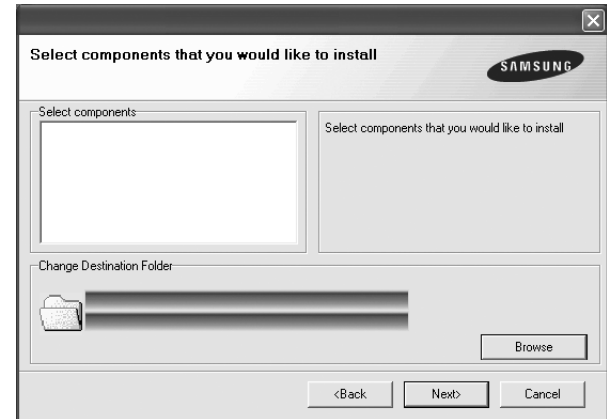 Select components that you would like to install
SAMSUNG
Select components
Select components that you would like to install
Change Destination Folder
Browse
<Back
Next>
Cancel